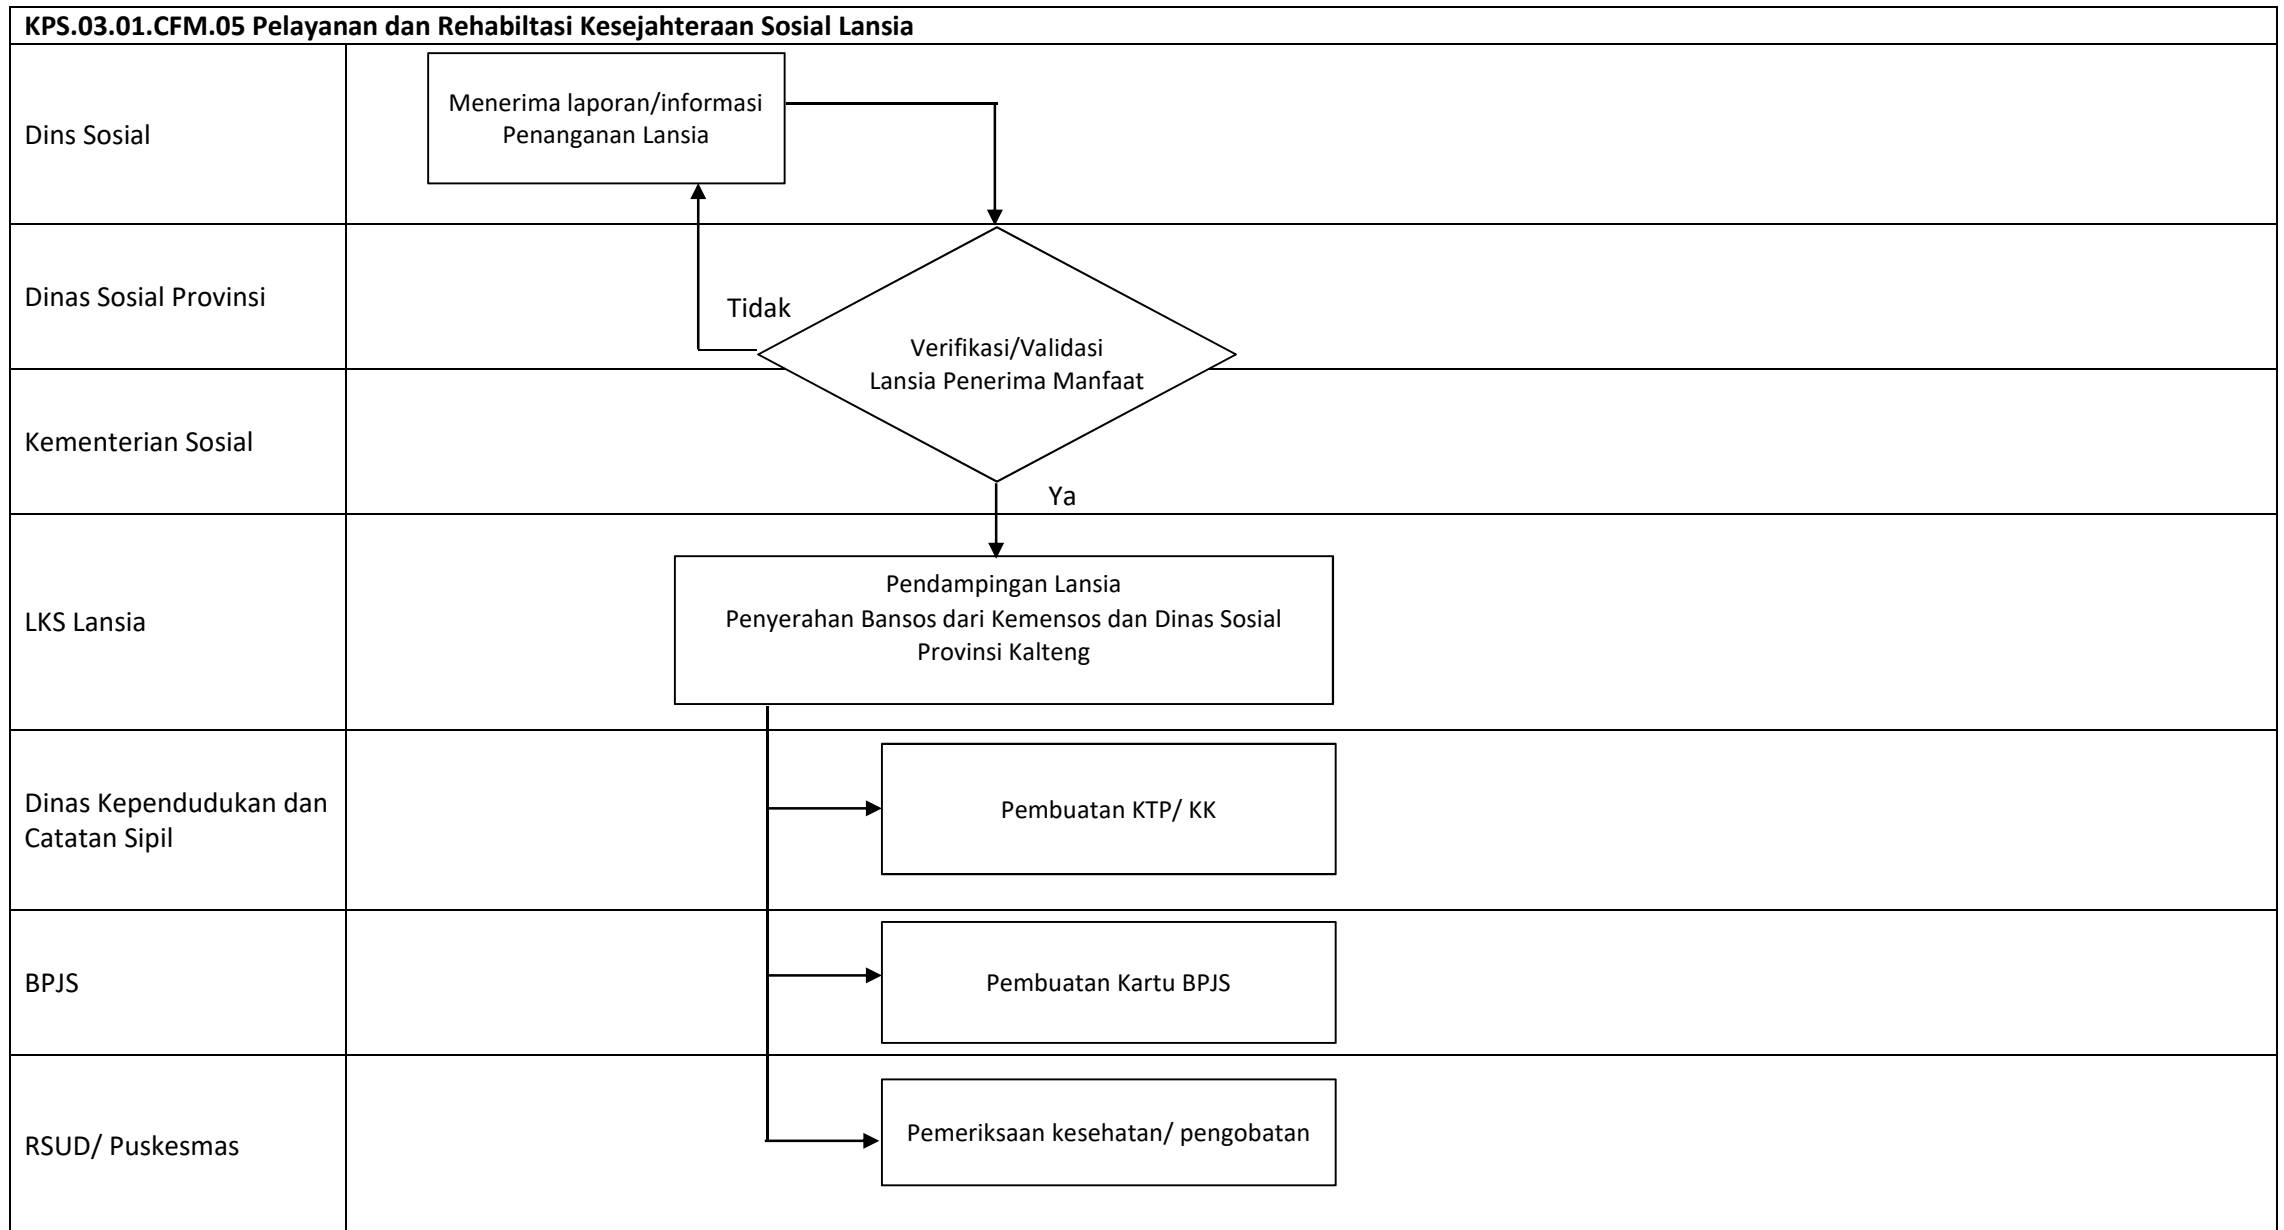 KPS.03.01.CFM.05 Pelayanan dan Rehabiltasi Kesejahteraan Sosial Lansia
Dins Sosial
Menerima laporan/informasi
Penanganan Lansia
Dinas Sosial Provinsi
Tidak
Verifikasi/Validasi
Lansia Penerima Manfaat
Kementerian Sosial
Ya
LKS Lansia
Pendampingan Lansia
Penyerahan Bansos dari Kemensos dan Dinas Sosial
Provinsi Kalteng
Dinas Kependudukan dan
Catatan Sipil
Pembuatan KTP/ KK
BPJS
Pembuatan Kartu BPJS
RSUD/ Puskesmas
Pemeriksaan kesehatan/ pengobatan